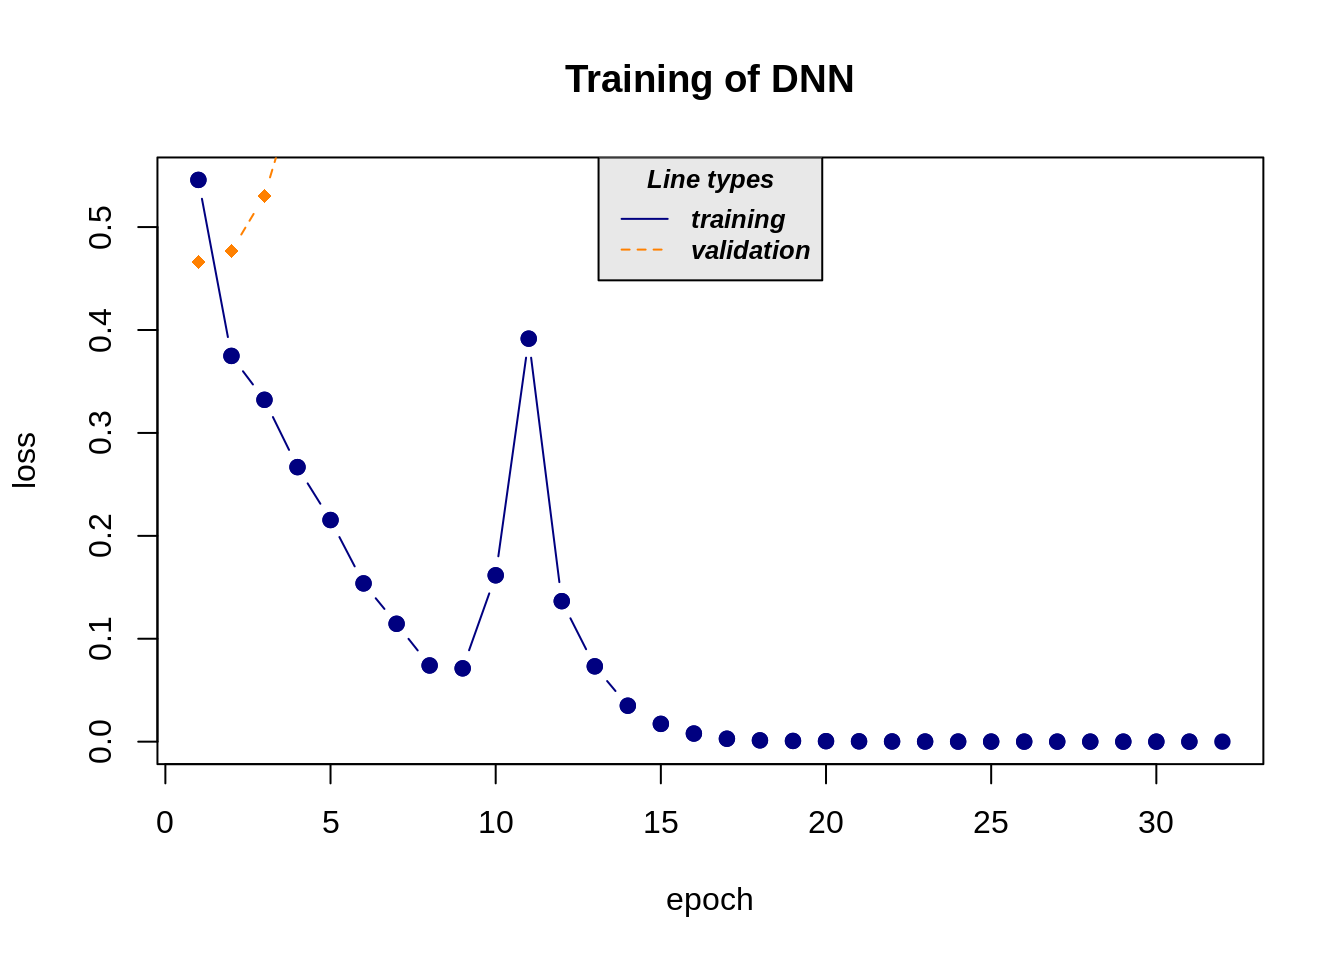 Training of DNN
Line types
training
validation
loss
0.5
0.4
0.3
0.2
0.1
0.0
0 5 10 15 20 25 30
epoch